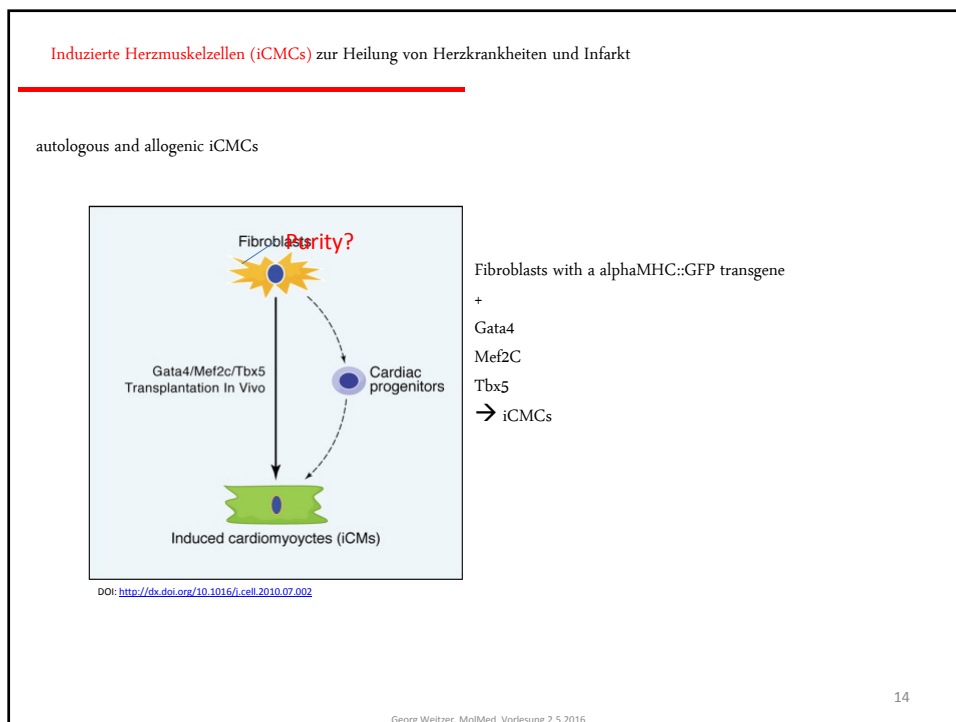 Induzierte Herzmuskelzellen (iCMCs) zur Heilung von Herzkrankheiten und Infarkt
autologous and allogenic iCMCs
Fibroblasts
Purity?
Gata4/Mef2c/Tbx5
Transplantation In Vivo
Cardiac
progenitors
Induced cardiomyoyctes (iCMs)
DOI: http://dx.doi.org/10.1016/j.cell.2010.07.002
Fibroblasts with a alphaMHC::GFP transgene
+
Gata4
Mef2C
Tbx5
→ iCMCs
14
Georg Weitzer, MolMed, Vorlesung 2.5.2016